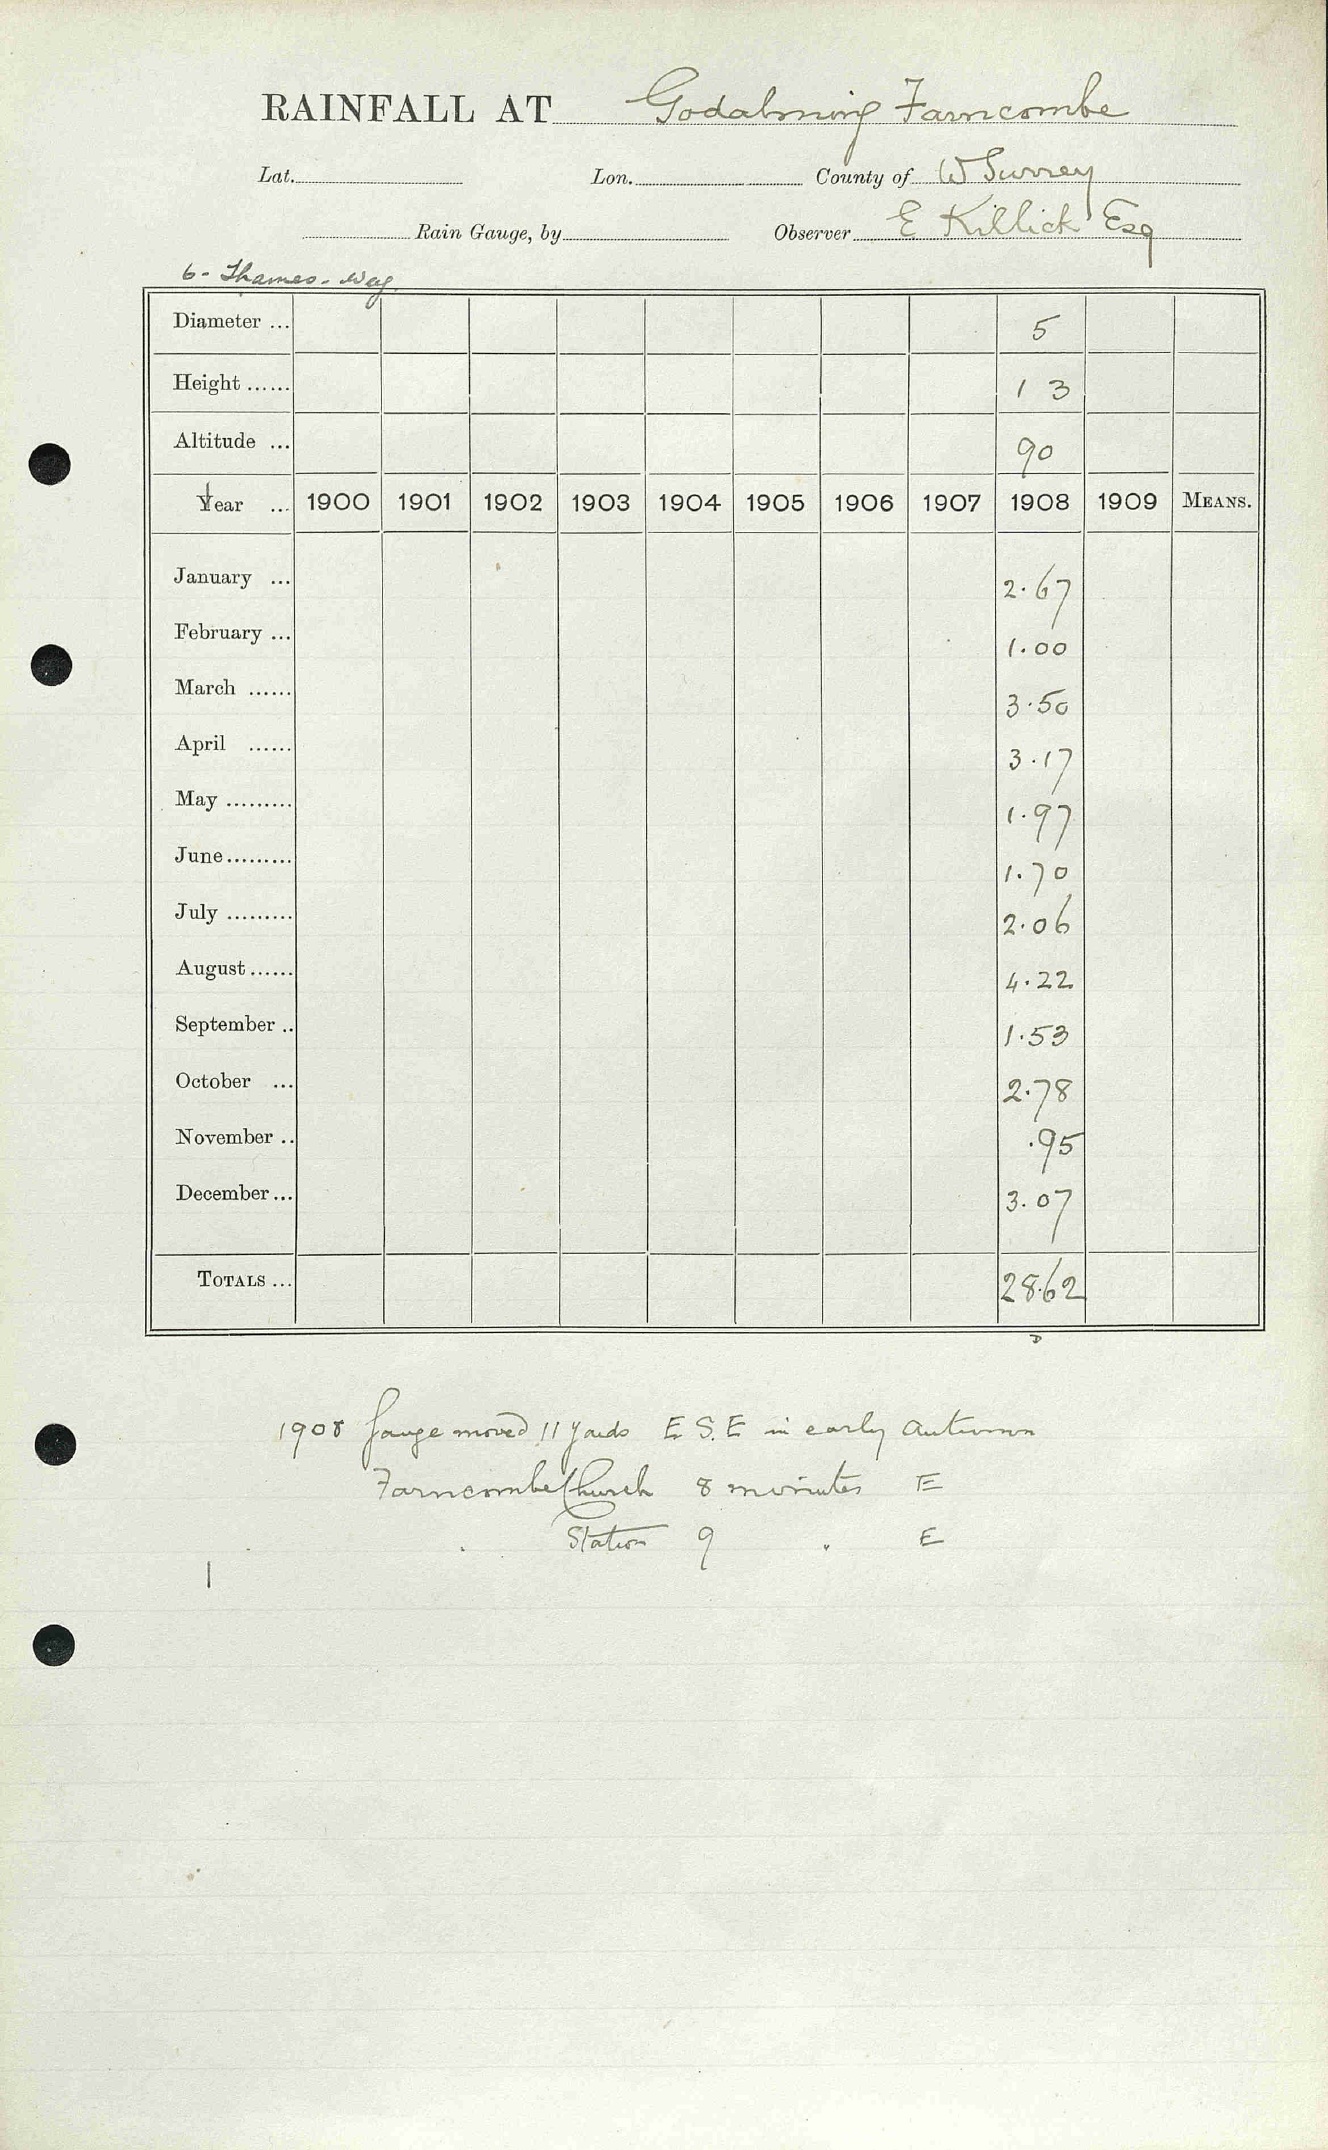 RAINFALL AT Godalming Farncombe
Lat. Lon. County of W Surrey
Rain Gauge, by Observer E Killick Esq
6 - Thames - Wey
Diameter ... 5
Height ...... 1 3
Altitude ... 90
Year ... 1900 1901 1902 1903 1904 1905 1906 1907 1908 1909 MEANS.
January ... 2.67
February ... 1.00
March ...... 3.50
April ...... 3.17
May ......... 1.97
June ......... 1.70
July ......... 2.06
August ...... 4.22
September .. 1.53
October ... 2.78
November .. .95
December ... 3.07
TOTALS ... 28.62
D
1908 Gauge moved 11 yards E.S.E in early Autumn
Farncombe Church 8 minutes E
" Station 9 " E